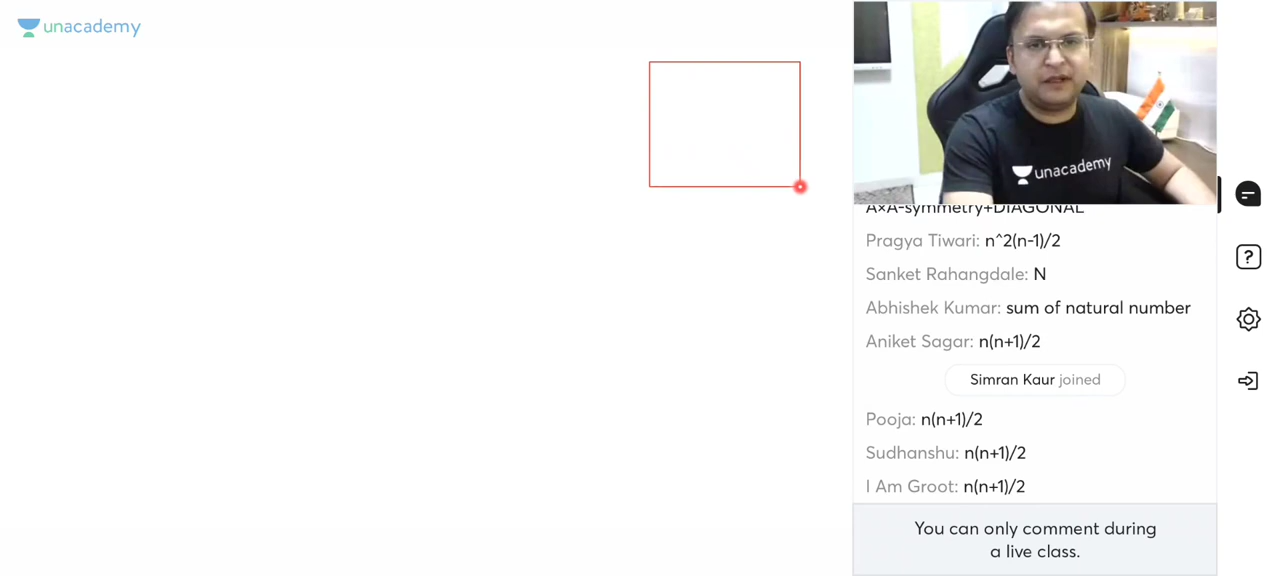 unacademy
unacademy
A×A-symmetry+DIAGONAL
Pragya Tiwari: n^2(n-1)/2
Sanket Rahangdale: N
Abhishek Kumar: sum of natural number
Aniket Sagar: n(n+1)/2
Simran Kaur joined
Pooja: n(n+1)/2
Sudhanshu: n(n+1)/2
I Am Groot: n(n+1)/2
You can only comment during
a live class.
?